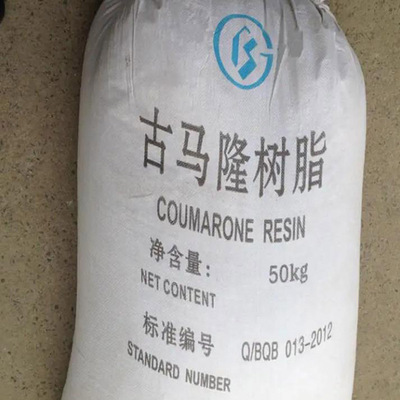 古马隆树脂
COUMARONE RESIN
净含量: 50kg
NET CONTENT
标准编号 Q/BQB 013-2012
STANDARD NUMBER